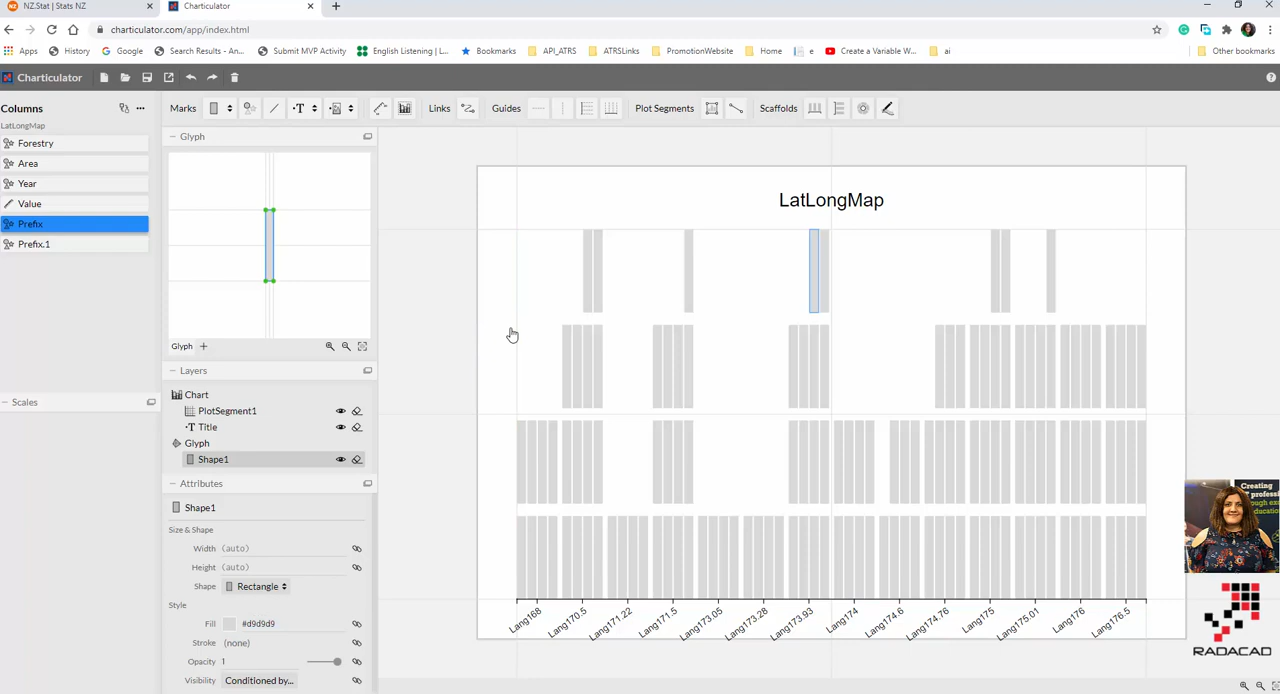 NZ.Stat | Stats NZ
Charticulator
charticulator.com/app/index.html
Apps History Google Search Results - An... Submit MVP Activity English Listening | L... Bookmarks API_ATRS ATRSLinks PromotionWebsite Home e Create a Variable W... ai Other bookmarks
Charticulator
Columns
Marks
Links
Guides
Plot Segments
Scaffolds
LatLongMap
Forestry
Area
Year
Value
Prefix
Prefix.1
Scales
Glyph
Glyph
Layers
Chart
PlotSegment1
Title
Glyph
Shape1
Attributes
Shape1
Size & Shape
Width (auto)
Height (auto)
Shape Rectangle
Style
Fill #d9d9d9
Stroke (none)
Opacity 1
Visibility Conditioned by...
LatLongMap
Lang168 Lang170.5 Lang171.22 Lang171.5 Lang173.05 Lang173.28 Lang173.93 Lang174 Lang174.6 Lang174.76 Lang175 Lang175.01 Lang176 Lang176.5
Creating
RADACAD